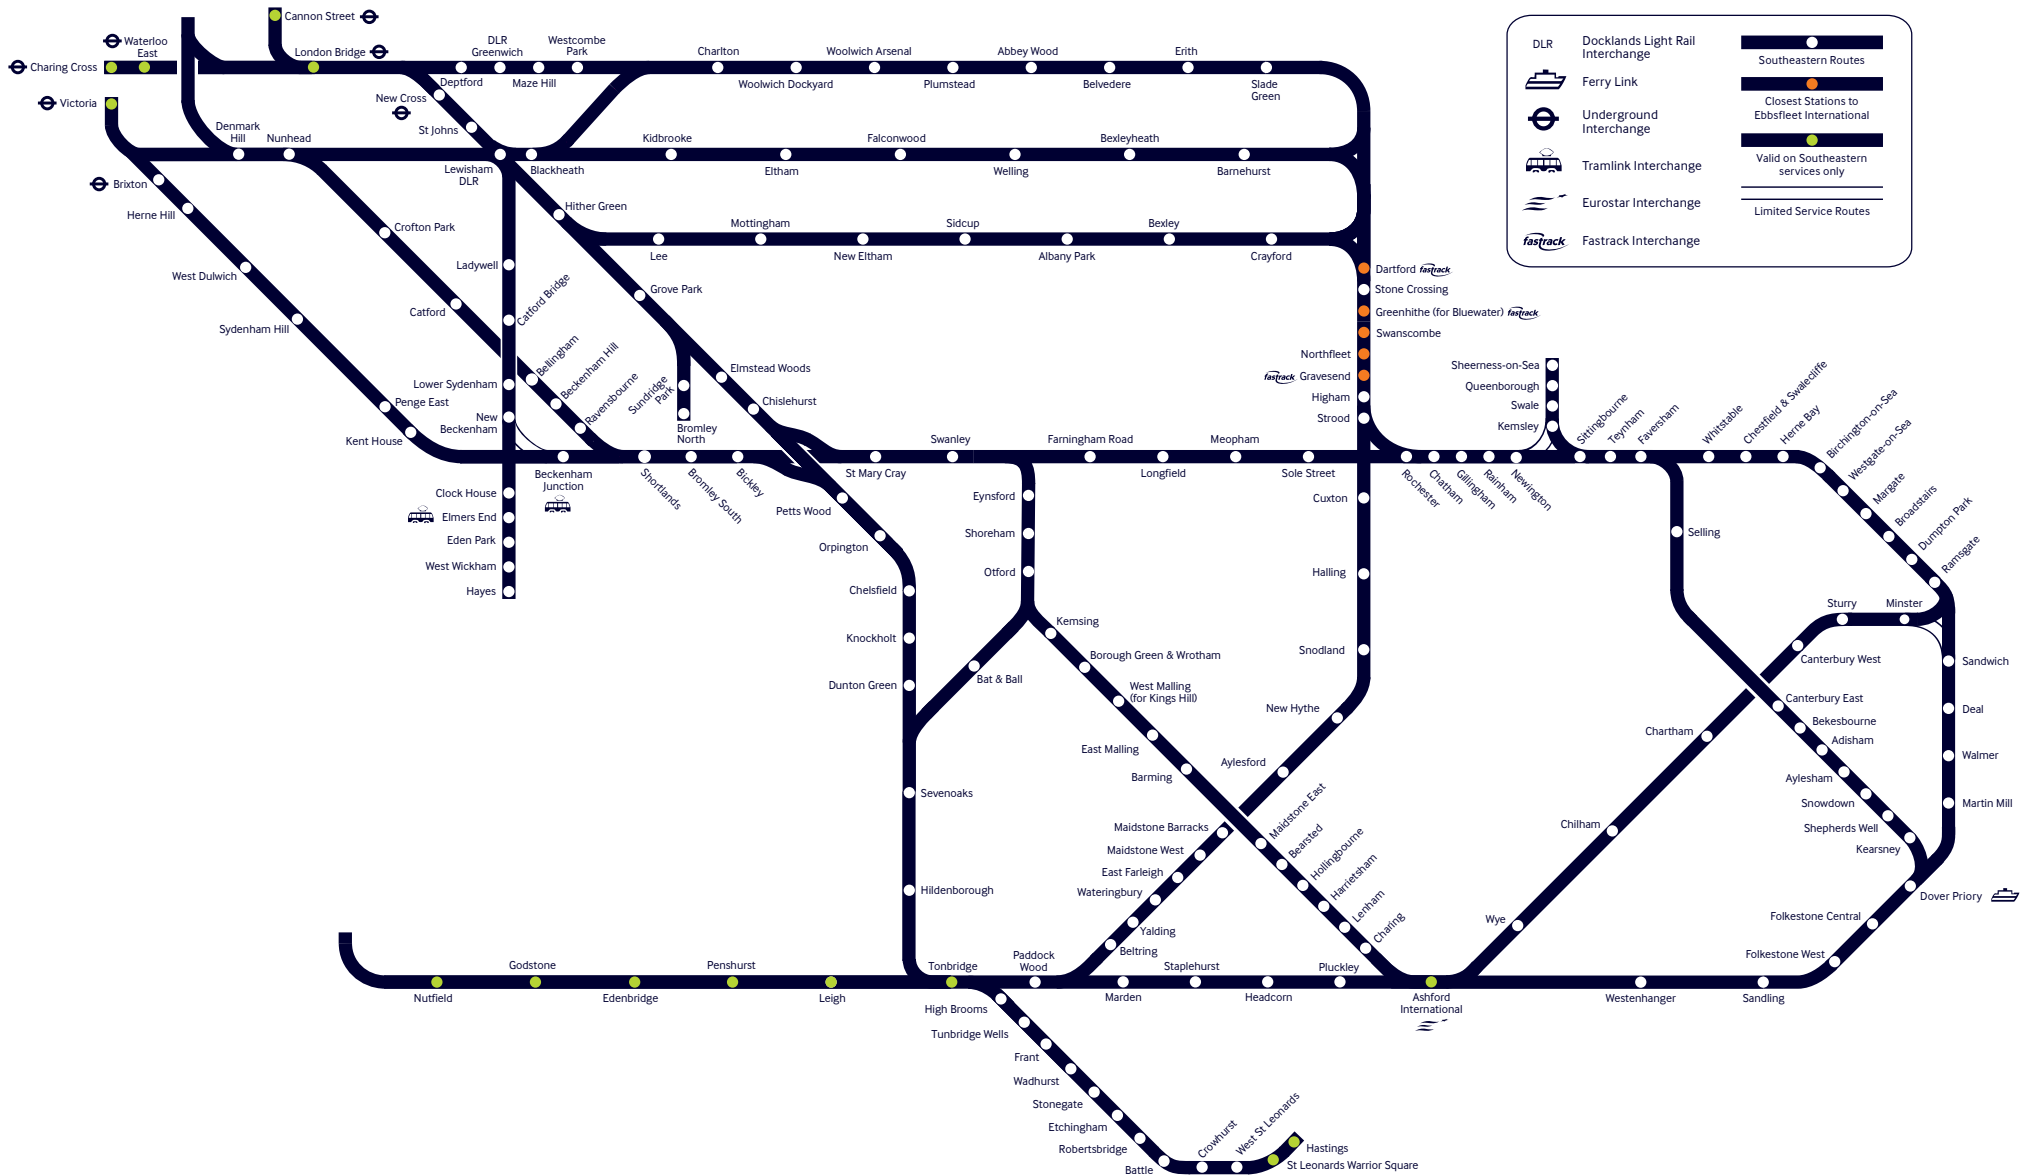 Cannon Street
Waterloo
East
London Bridge
Charing Cross
Victoria
DLR
Greenwich
Westcombe
Park
Deptford
Maze Hill
New Cross
St Johns
Charlton
Woolwich Dockyard
Woolwich Arsenal
Plumstead
Abbey Wood
Belvedere
Erith
Slade
Green
Denmark
Hill
Nunhead
Lewisham
DLR
Blackheath
Kidbrooke
Eltham
Falconwood
Welling
Bexleyheath
Barnehurst
Brixton
Herne Hill
West Dulwich
Sydenham Hill
Penge East
Kent House
Crofton Park
Catford
Bellingham
Beckenham Hill
Ravensbourne
Ladywell
Catford Bridge
Lower Sydenham
New
Beckenham
Clock House
Elmers End
Eden Park
West Wickham
Hayes
Hither Green
Lee
Mottingham
New Eltham
Sidcup
Albany Park
Bexley
Crayford
Grove Park
Sundridge
Park
Bromley
North
Elmstead Woods
Chislehurst
Beckenham
Junction
Shortlands
Bromley South
Bickley
Petts Wood
Orpington
St Mary Cray
Swanley
Farningham Road
Longfield
Meopham
Sole Street
Dartford fastrack
Stone Crossing
Greenhithe (for Bluewater) fastrack
Swanscombe
Northfleet
fastrack Gravesend
Higham
Strood
Rochester
Chatham
Gillingham
Rainham
Newington
Sheerness-on-Sea
Queenborough
Swale
Kemsley
Sittingbourne
Teynham
Faversham
Whitstable
Chestfield & Swalecliffe
Herne Bay
Birchington-on-Sea
Westgate-on-Sea
Margate
Broadstairs
Dumpton Park
Ramsgate
Eynsford
Shoreham
Otford
Cuxton
Halling
Snodland
New Hythe
Aylesford
Maidstone Barracks
Maidstone West
East Farleigh
Wateringbury
Yalding
Beltring
Selling
Sturry
Minster
Canterbury West
Sandwich
Deal
Walmer
Martin Mill
Chartham
Chilham
Wye
Canterbury East
Bekesbourne
Adisham
Aylesham
Snowdown
Shepherds Well
Kearsney
Dover Priory
Folkestone Central
Folkestone West
Chelsfield
Knockholt
Dunton Green
Bat & Ball
Sevenoaks
Hildenborough
Kemsing
Borough Green & Wrotham
West Malling
(for Kings Hill)
East Malling
Barming
Maidstone East
Bearsted
Hollingbourne
Harrietsham
Lenham
Charing
Nutfield
Godstone
Edenbridge
Penshurst
Leigh
Tonbridge
Paddock
Wood
Marden
Staplehurst
Headcorn
Pluckley
Ashford
International
Westenhanger
Sandling
High Brooms
Tunbridge Wells
Frant
Wadhurst
Stonegate
Etchingham
Robertsbridge
Battle
Crowhurst
West St Leonards
Hastings
St Leonards Warrior Square
DLR
Docklands Light Rail
Interchange
Ferry Link
Underground
Interchange
Tramlink Interchange
Eurostar Interchange
fastrack
Fastrack Interchange
Southeastern Routes
Closest Stations to
Ebbsfleet International
Valid on Southeastern
services only
Limited Service Routes